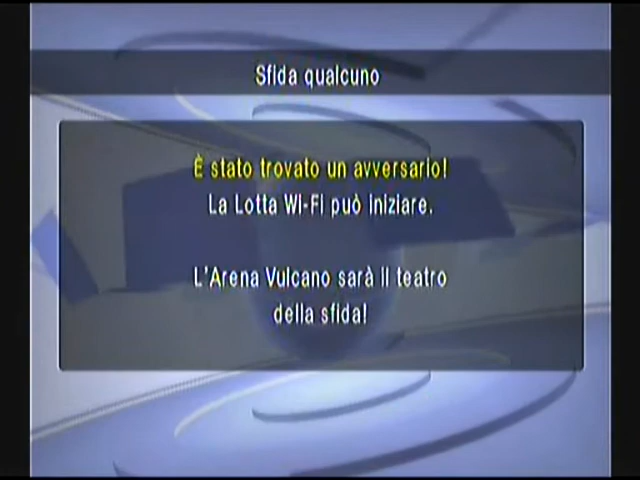 Sfida qualcuno
È stato trovato un avversario!
La Lotta Wi-Fi può iniziare.
L'Arena Vulcano sarà il teatro
della sfida!